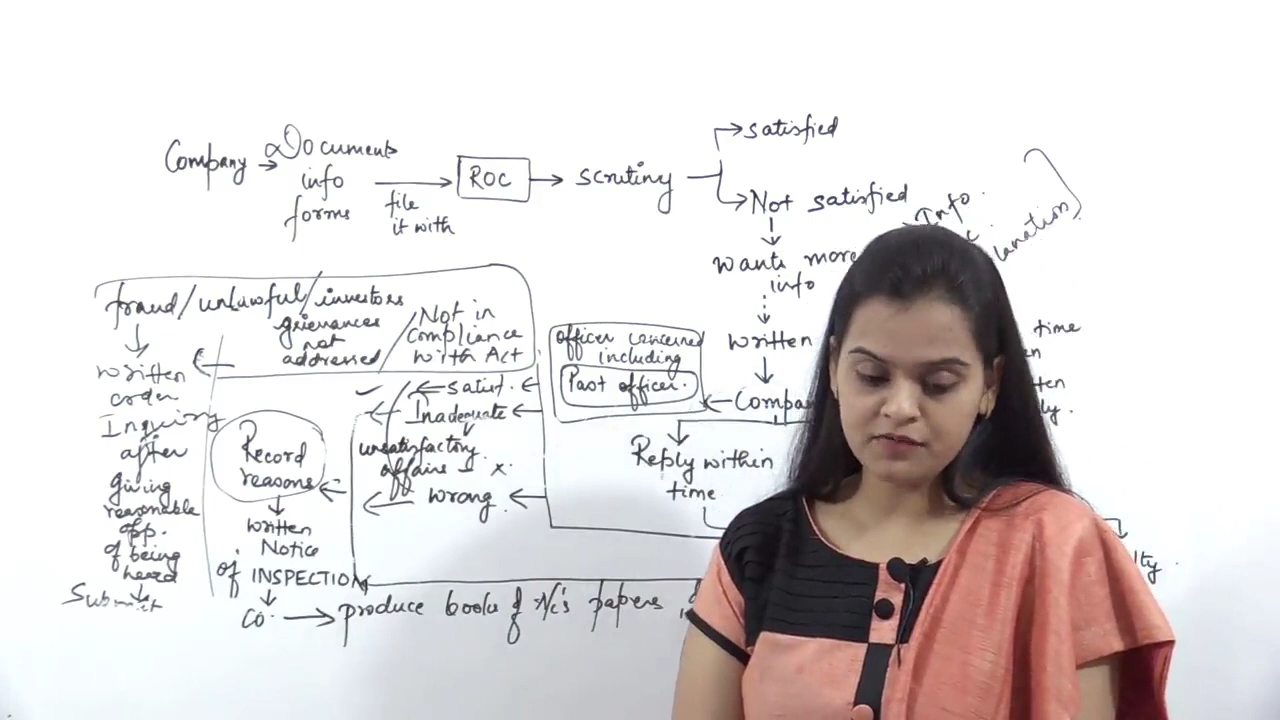 Company → Documents
info
forms
file
it with
ROC → scrutiny
→ satisfied
→ Not satisfied
wants more
info
→ Info.
lanation)
written
time
Compa
officer concerned
including
Past officer.
Reply within
time
lty.
fraud/unlawful/investors
grievances
not
addressed
/ Not in
compliance
with Act
✓ ← satisf.
Inadequate
unsatisfactory
affairs - x.
wrong
Record
reasons
written
Notice
of INSPECTION
co. → produce books of A/c's papers
written
order
Inquiry
after
giving
reasonable
opp.
of being
heard
Submit